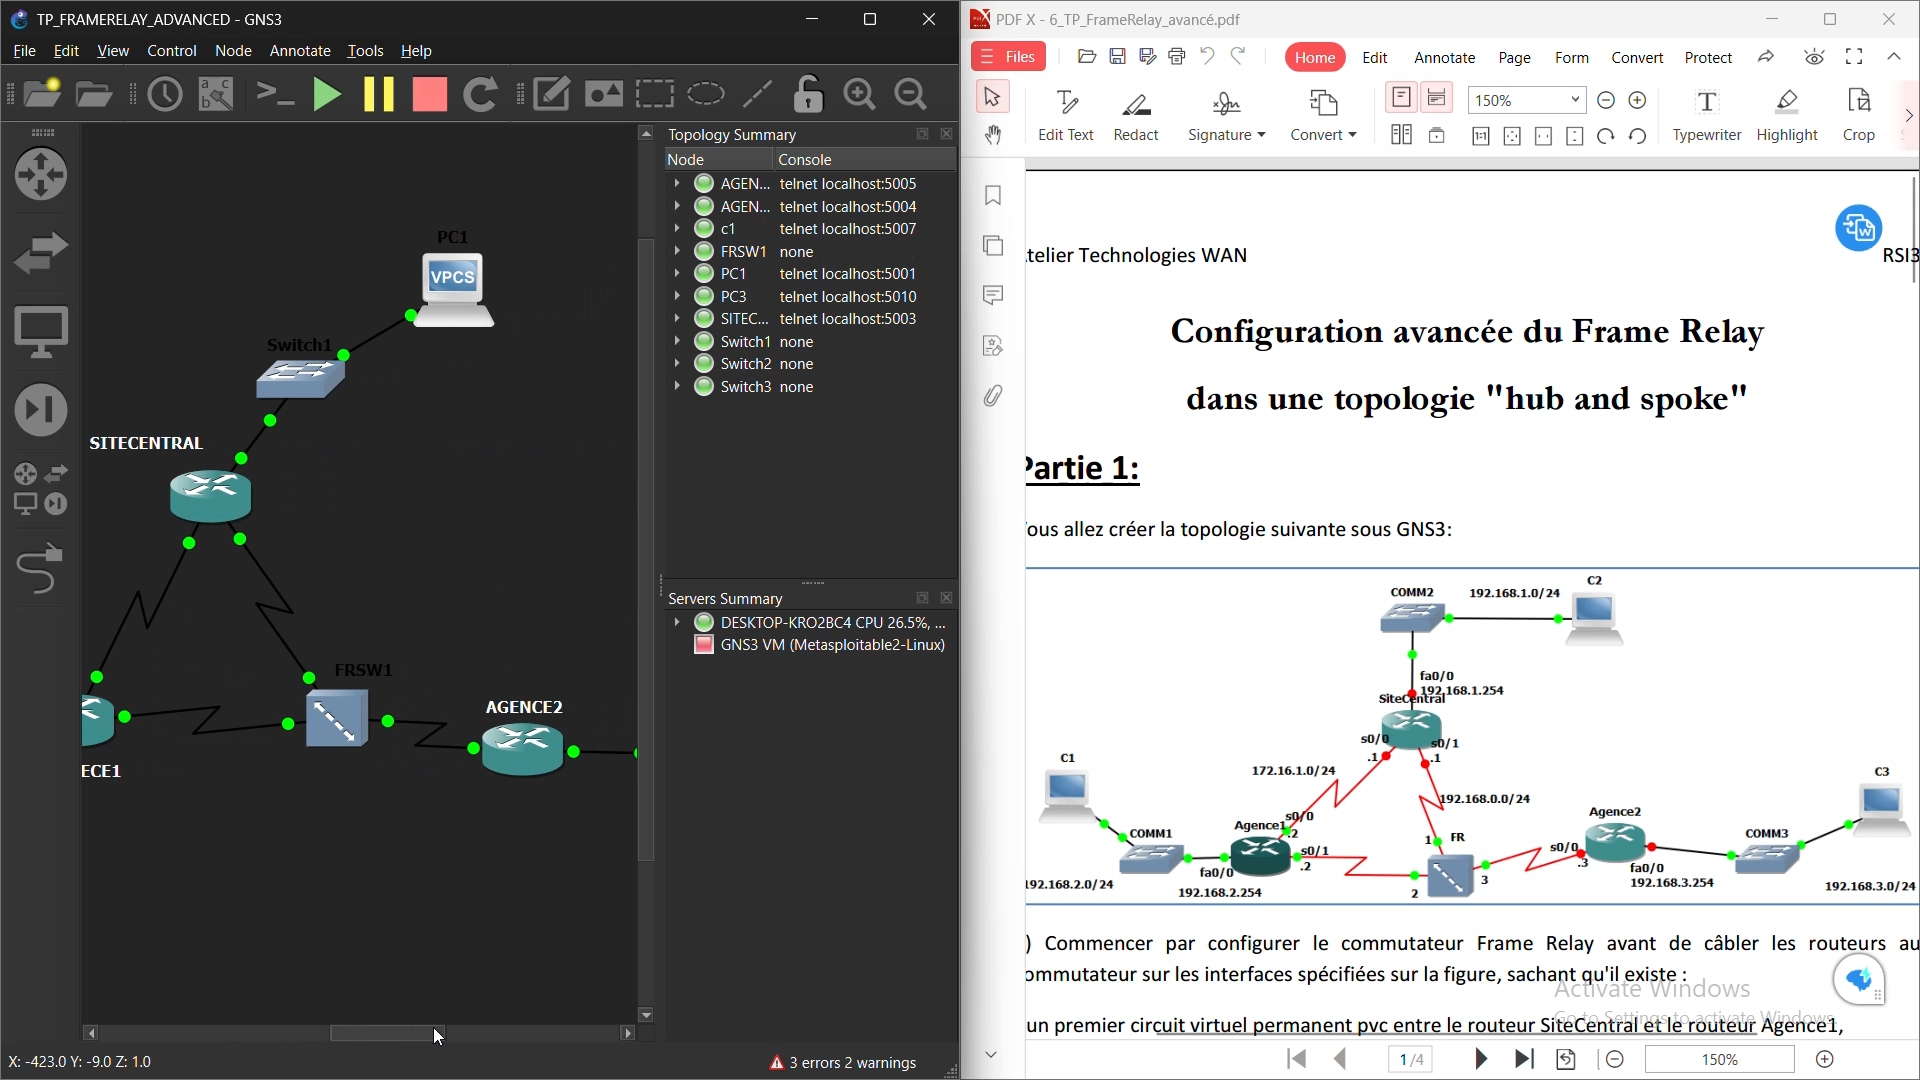 TP_FRAMERELAY_ADVANCED - GNS3
File Edit View Control Node Annotate Tools Help
PC1
VPCS
Switch1
SITECENTRAL
FRSW1
AGENCE2
ECE1
Topology Summary
Node Console
AGEN... telnet localhost:5005
AGEN... telnet localhost:5004
c1 telnet localhost:5007
FRSW1 none
PC1 telnet localhost:5001
PC3 telnet localhost:5010
SITEC... telnet localhost:5003
Switch1 none
Switch2 none
Switch3 none
Servers Summary
DESKTOP-KRO2BC4 CPU 26.5%, ...
GNS3 VM (Metasploitable2-Linux)
X: -423.0 Y: -9.0 Z: 1.0
3 errors 2 warnings
PDF X - 6_TP_FrameRelay_avancé.pdf
Files Home Edit Annotate Page Form Convert Protect
150%
Edit Text Redact Signature Convert Typewriter Highlight Crop
telier Technologies WAN
RSI3
Configuration avancée du Frame Relay
dans une topologie "hub and spoke"
Partie 1:
ous allez créer la topologie suivante sous GNS3:
C2
COMM2
192.168.1.0/24
fa0/0
192.168.1.254
SiteCentral
s0/0
s0/1
.1
.1
C1
172.16.1.0/24
C3
192.168.0.0/24
Agence2
s0/0
.2
Agence1
COMM1
s0/1
.2
1
FR
s0/0
.3
COMM3
fa0/0
192.168.2.0/24
192.168.2.254
2
3
fa0/0
192.168.3.254
192.168.3.0/24
) Commencer par configurer le commutateur Frame Relay avant de câbler les routeurs au
ommutateur sur les interfaces spécifiées sur la figure, sachant qu'il existe :
Activate Windows
Go to Settings to activate Windows.
un premier circuit virtuel permanent pvc entre le routeur SiteCentral et le routeur Agence1,
1/4
150%